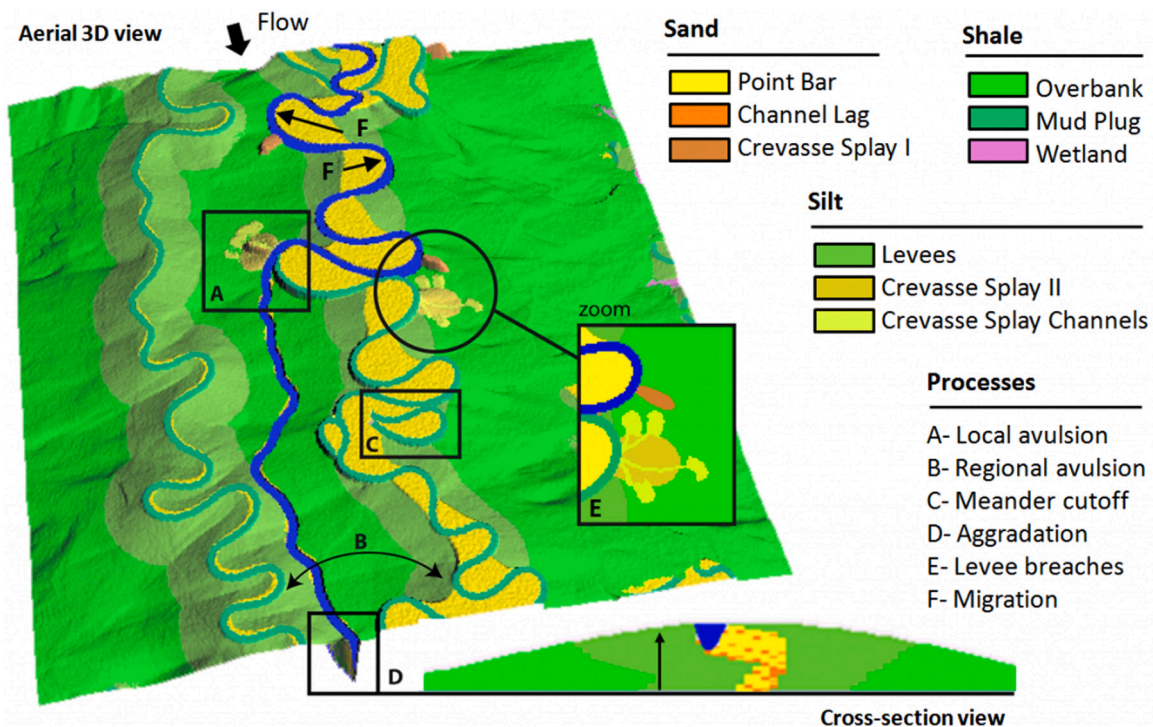 Aerial 3D view
Flow
F
F
A
B
C
D
zoom
E
Sand
Point Bar
Channel Lag
Crevasse Splay I
Shale
Overbank
Mud Plug
Wetland
Silt
Levees
Crevasse Splay II
Crevasse Splay Channels
Processes
A- Local avulsion
B- Regional avulsion
C- Meander cutoff
D- Aggradation
E- Levee breaches
F- Migration
Cross-section view